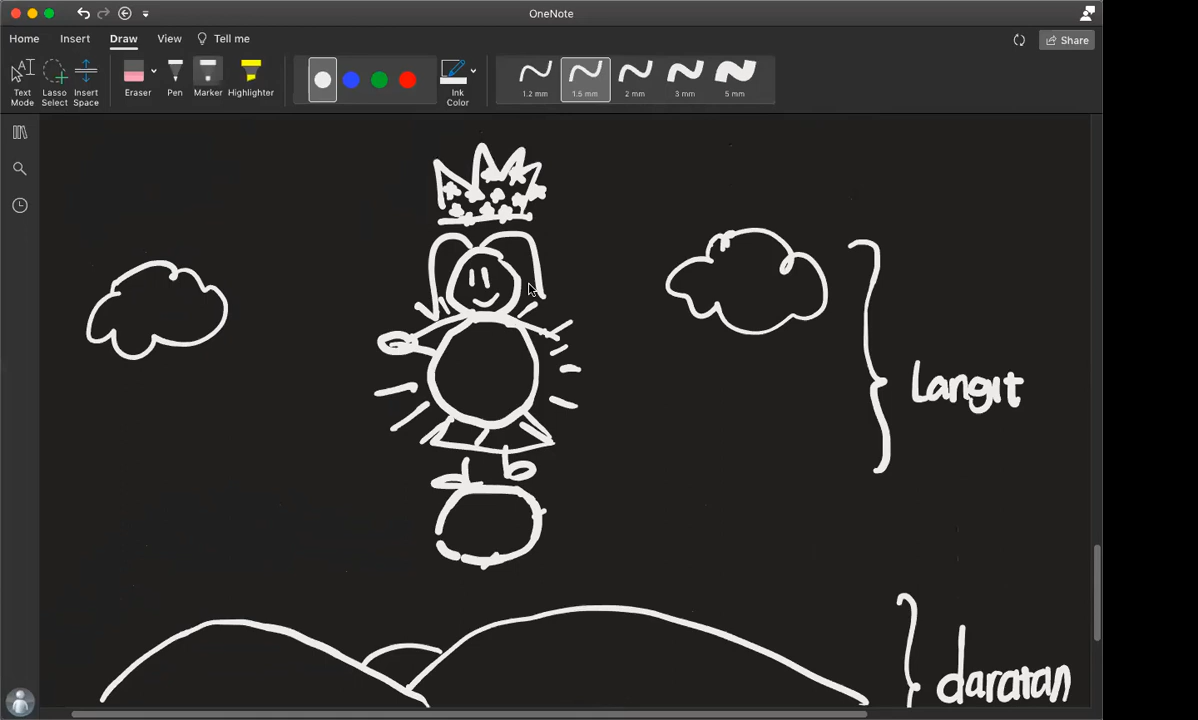 OneNote
Home Insert Draw View Tell me Share
Text Mode
Lasso Select
Insert Space
Eraser
Pen
Marker
Highlighter
Ink Color
1.2 mm
1.5 mm
2 mm
3 mm
5 mm
Langit
daratan